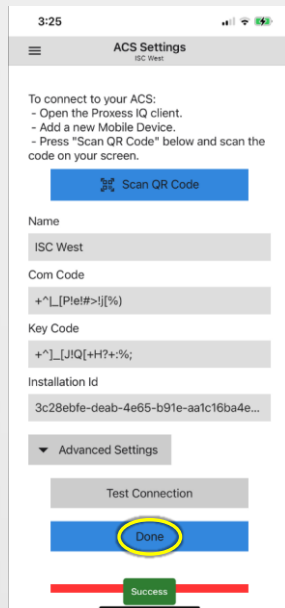 3:25
ACS Settings
ISC West
To connect to your ACS:
- Open the Proxess IQ client.
- Add a new Mobile Device.
- Press "Scan QR Code" below and scan the
code on your screen.
Scan QR Code
Name
ISC West
Com Code
+^|_[P!e!#>!j[%)
Key Code
+^]_[J!Q[+H?+:%;
Installation Id
3c28ebfe-deab-4e65-b91e-aa1c16ba4e...
Advanced Settings
Test Connection
Done
Success